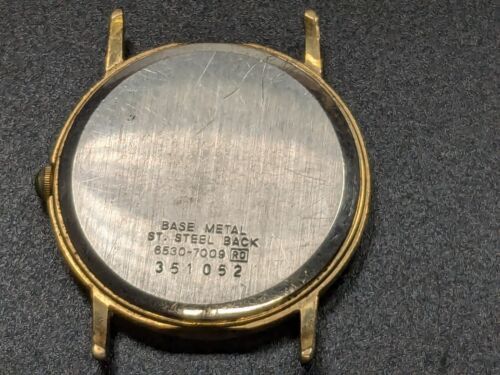 BASE METAL
ST. STEEL BACK
6530-7009 RO
351052